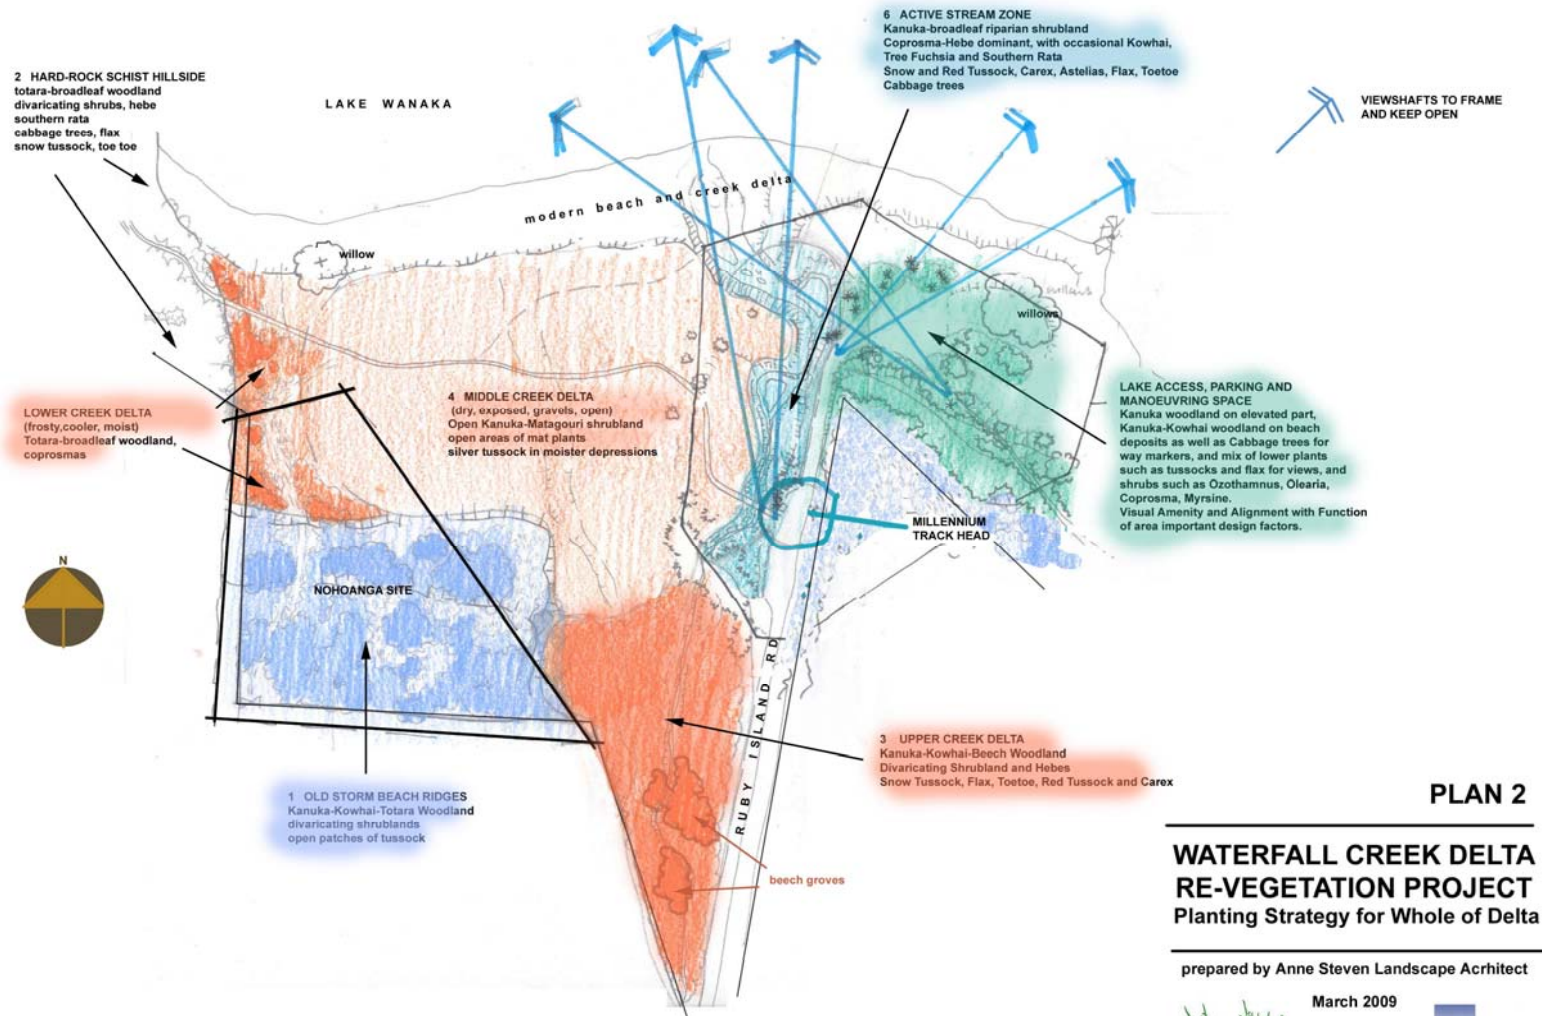 6 ACTIVE STREAM ZONE
Kanuka-broadleaf riparian shrubland
Coprosma-Hebe dominant, with occasional Kowhai,
Tree Fuchsia and Southern Rata
Snow and Red Tussock, Carex, Astelias, Flax, Toetoe
Cabbage trees
2 HARD-ROCK SCHIST HILLSIDE
totara-broadleaf woodland
divaricating shrubs, hebe
southern rata
cabbage trees, flax
snow tussock, toe toe
LAKE WANAKA
VIEWSHAFTS TO FRAME
AND KEEP OPEN
modern beach and creek delta
willow
willows
LOWER CREEK DELTA
(frosty,cooler, moist)
Totara-broadleaf woodland,
coprosmas
4 MIDDLE CREEK DELTA
(dry, exposed, gravels, open)
Open Kanuka-Matagouri shrubland
open areas of mat plants
silver tussock in moister depressions
LAKE ACCESS, PARKING AND
MANOEUVRING SPACE
Kanuka woodland on elevated part,
Kanuka-Kowhai woodland on beach
deposits as well as Cabbage trees for
way markers, and mix of lower plants
such as tussocks and flax for views, and
shrubs such as Ozothamnus, Olearia,
Coprosma, Myrsine.
Visual Amenity and Alignment with Function
of area important design factors.
MILLENNIUM
TRACK HEAD
N
NOHOANGA SITE
RUBY ISLAND RD
3 UPPER CREEK DELTA
Kanuka-Kowhai-Beech Woodland
Divaricating Shrubland and Hebes
Snow Tussock, Flax, Toetoe, Red Tussock and Carex
1 OLD STORM BEACH RIDGES
Kanuka-Kowhai-Totara Woodland
divaricating shrublands
open patches of tussock
beech groves
PLAN 2
WATERFALL CREEK DELTA
RE-VEGETATION PROJECT
Planting Strategy for Whole of Delta
prepared by Anne Steven Landscape Acrhitect
March 2009